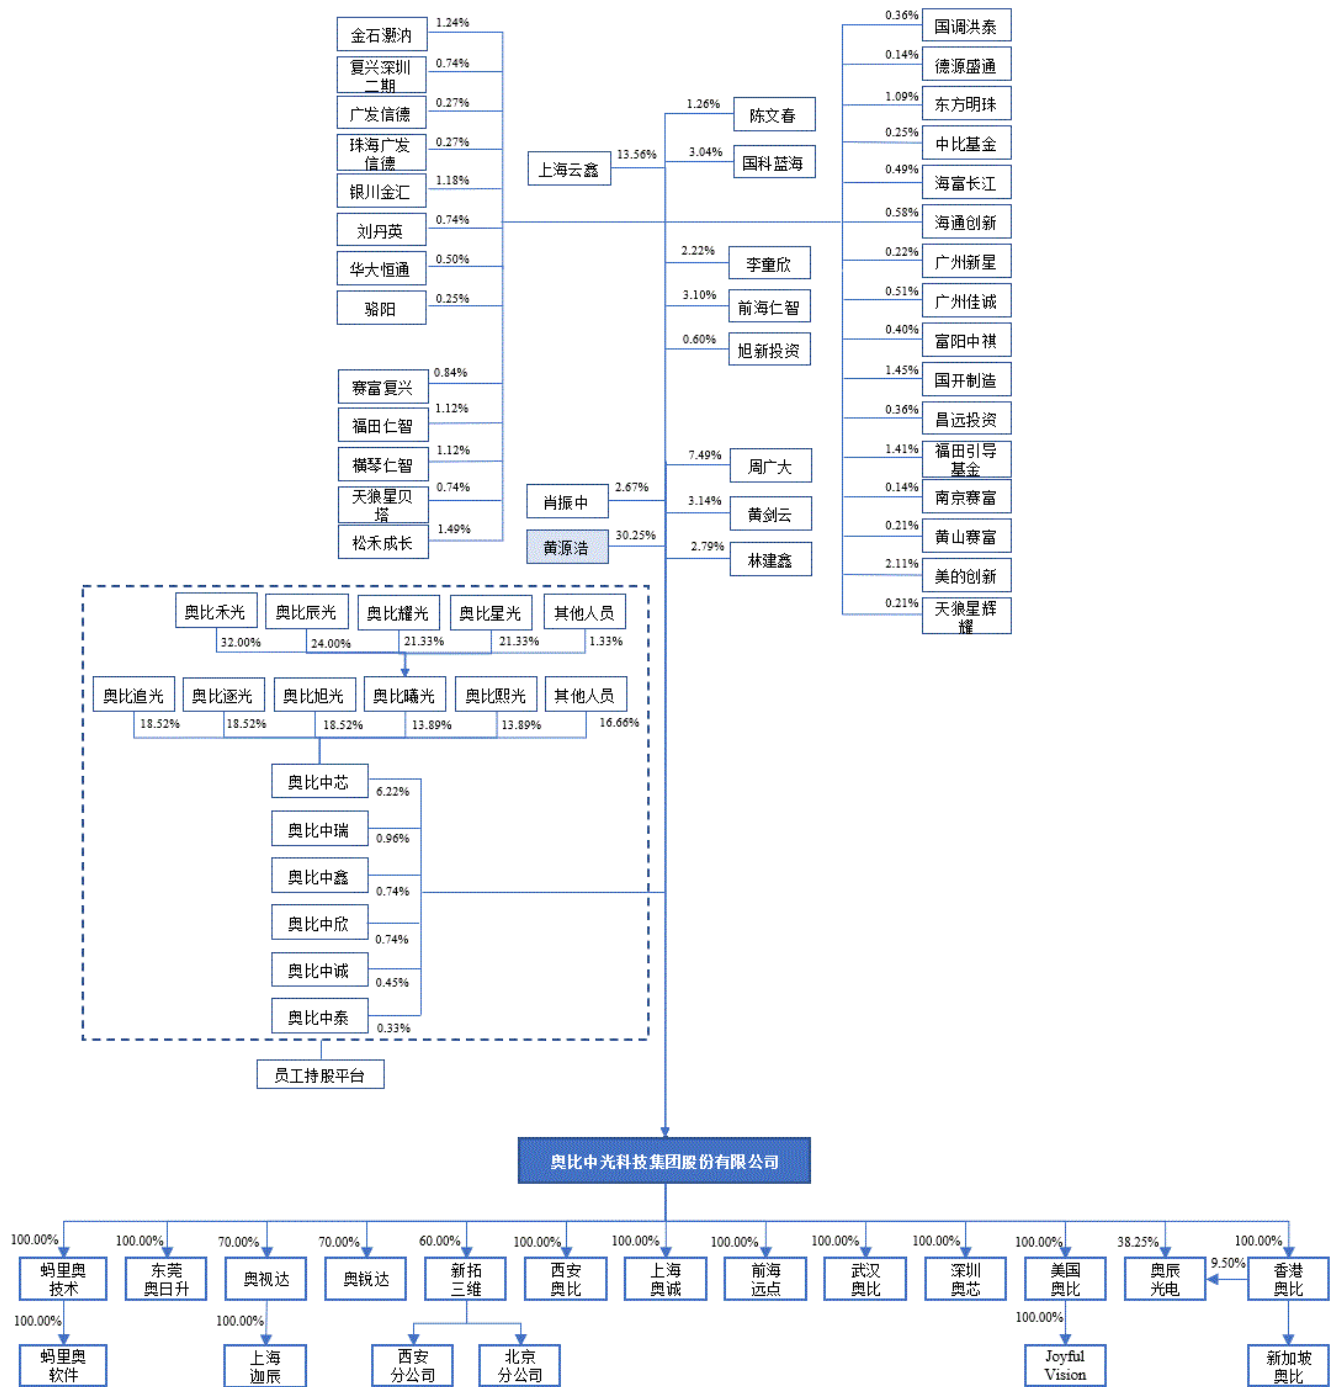 金石灏汭
1.24%
复兴深圳
二期
0.74%
广发信德
0.27%
珠海广发
信德
0.27%
银川金汇
1.18%
刘丹英
0.74%
华大恒通
0.50%
骆阳
0.25%
赛富复兴
0.84%
福田仁智
1.12%
横琴仁智
1.12%
天狼星贝
塔
0.74%
松禾成长
1.49%
上海云鑫
13.56%
1.26%
陈文春
3.04%
国科蓝海
2.22%
李童欣
3.10%
前海仁智
0.60%
旭新投资
7.49%
周广大
肖振中
2.67%
3.14%
黄剑云
黄源浩
30.25%
2.79%
林建鑫
0.36%
国调洪泰
0.14%
德源盛通
1.09%
东方明珠
0.25%
中比基金
0.49%
海富长江
0.58%
海通创新
0.22%
广州新星
0.51%
广州佳诚
0.40%
富阳中祺
1.45%
国开制造
0.36%
昌远投资
1.41%
福田引导
基金
0.14%
南京赛富
0.21%
黄山赛富
2.11%
美的创新
0.21%
天狼星辉
耀
奥比禾光
奥比辰光
奥比耀光
奥比星光
其他人员
32.00%
24.00%
21.33%
21.33%
1.33%
奥比追光
奥比逐光
奥比旭光
奥比曦光
奥比熙光
其他人员
18.52%
18.52%
18.52%
13.89%
13.89%
16.66%
奥比中芯
6.22%
奥比中瑞
0.96%
奥比中鑫
0.74%
奥比中欣
0.74%
奥比中诚
0.45%
奥比中泰
0.33%
员工持股平台
奥比中光科技集团股份有限公司
100.00%
100.00%
70.00%
70.00%
60.00%
100.00%
100.00%
100.00%
100.00%
100.00%
100.00%
38.25%
100.00%
蚂里奥
技术
东莞
奥日升
奥视达
奥锐达
新拓
三维
西安
奥比
上海
奥诚
前海
远点
武汉
奥比
深圳
奥芯
美国
奥比
奥辰
光电
9.50%
香港
奥比
100.00%
100.00%
100.00%
蚂里奥
软件
上海
迦辰
西安
分公司
北京
分公司
Joyful
Vision
新加坡
奥比